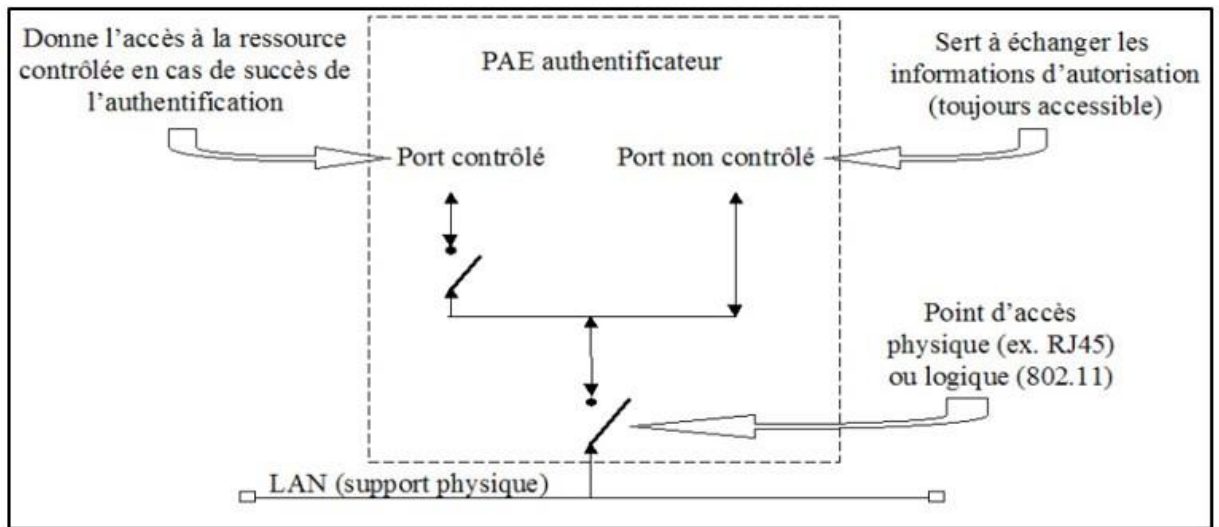 Donne l’accès à la ressource
contrôlée en cas de succès de
l’authentification
PAE authentificateur
Sert à échanger les
informations d’autorisation
(toujours accessible)
Port contrôlé
Port non contrôlé
Point d’accès
physique (ex. RJ45)
ou logique (802.11)
LAN (support physique)